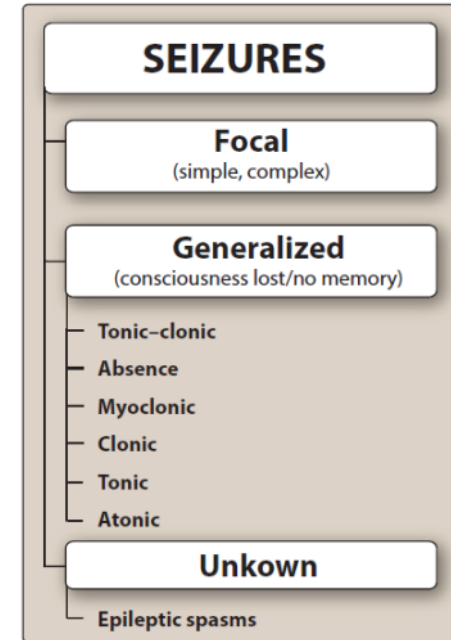 SEIZURES
Focal
(simple, complex)
Generalized
(consciousness lost/no memory)
Tonic–clonic
Absence
Myoclonic
Clonic
Tonic
Atonic
Unkown
Epileptic spasms